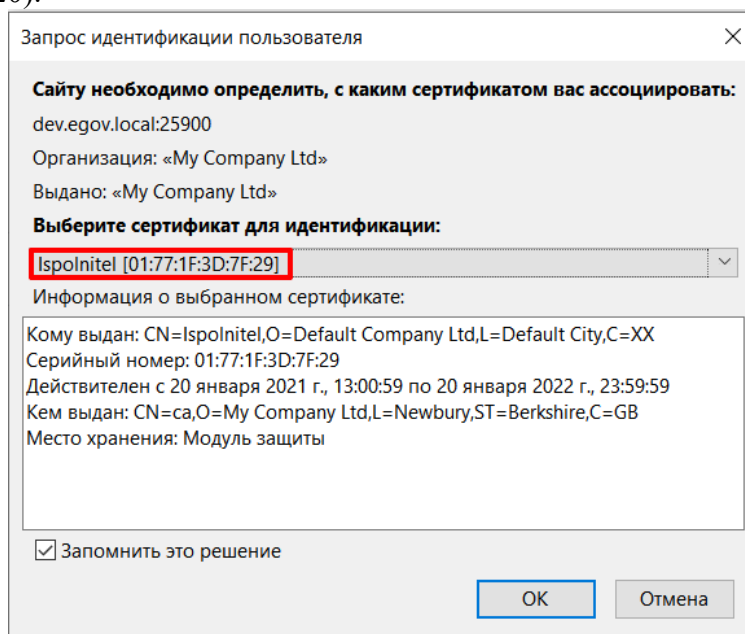 20).
Запрос идентификации пользователя
Сайту необходимо определить, с каким сертификатом вас ассоциировать:
dev.egov.local:25900
Организация: «My Company Ltd»
Выдано: «My Company Ltd»
Выберите сертификат для идентификации:
IspolnItel [01:77:1F:3D:7F:29]
Информация о выбранном сертификате:
Кому выдан: CN=IspolnItel,O=Default Company Ltd,L=Default City,C=XX
Серийный номер: 01:77:1F:3D:7F:29
Действителен с 20 января 2021 г., 13:00:59 по 20 января 2022 г., 23:59:59
Кем выдан: CN=ca,O=My Company Ltd,L=Newbury,ST=Berkshire,C=GB
Место хранения: Модуль защиты
Запомнить это решение
ОК Отмена